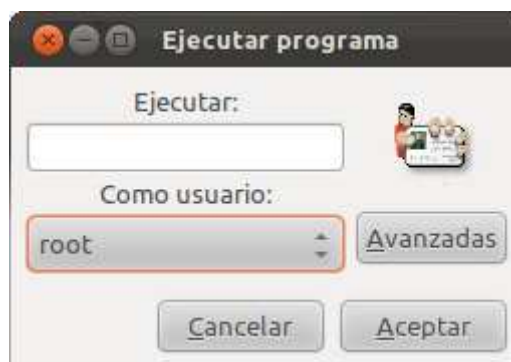 Ejecutar programa
Ejecutar:
Como usuario:
root
Avanzadas
Cancelar
Aceptar